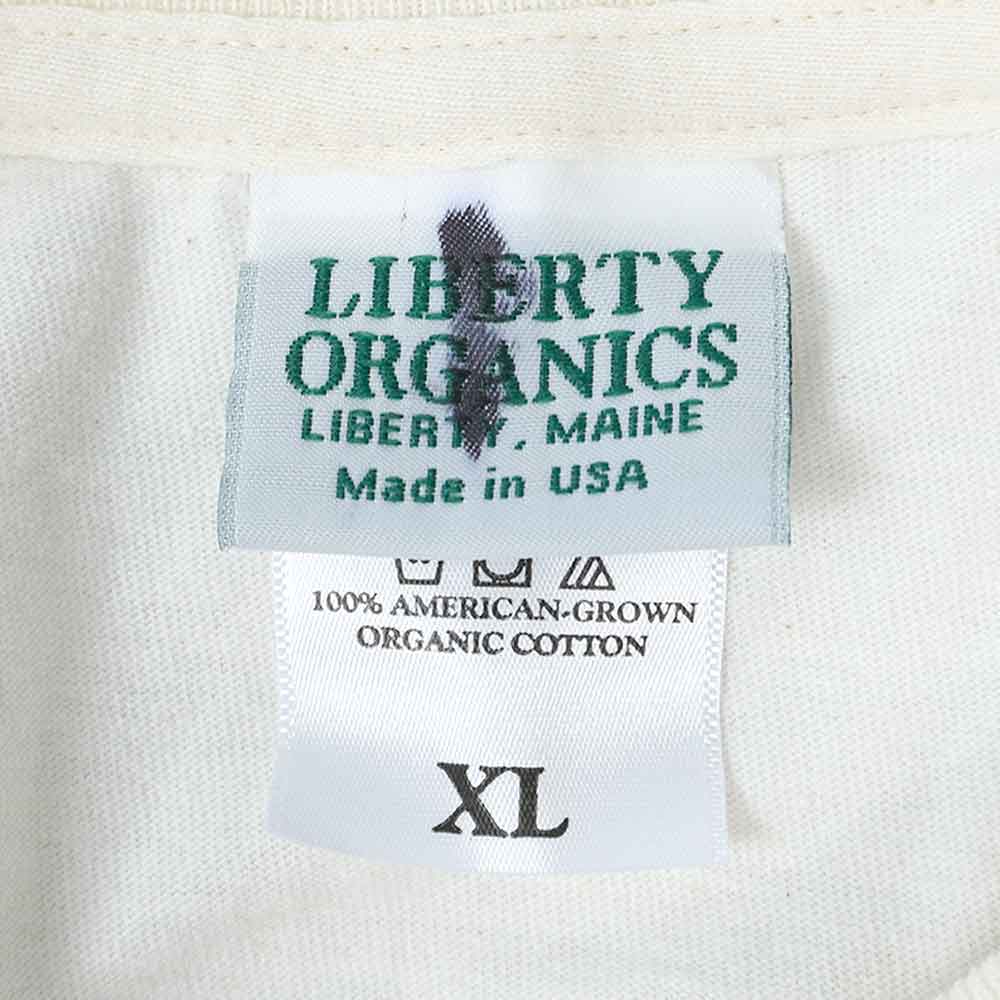 LIBERTY
ORGANICS
LIBERTY, MAINE
Made in USA
100% AMERICAN-GROWN
ORGANIC COTTON
XL